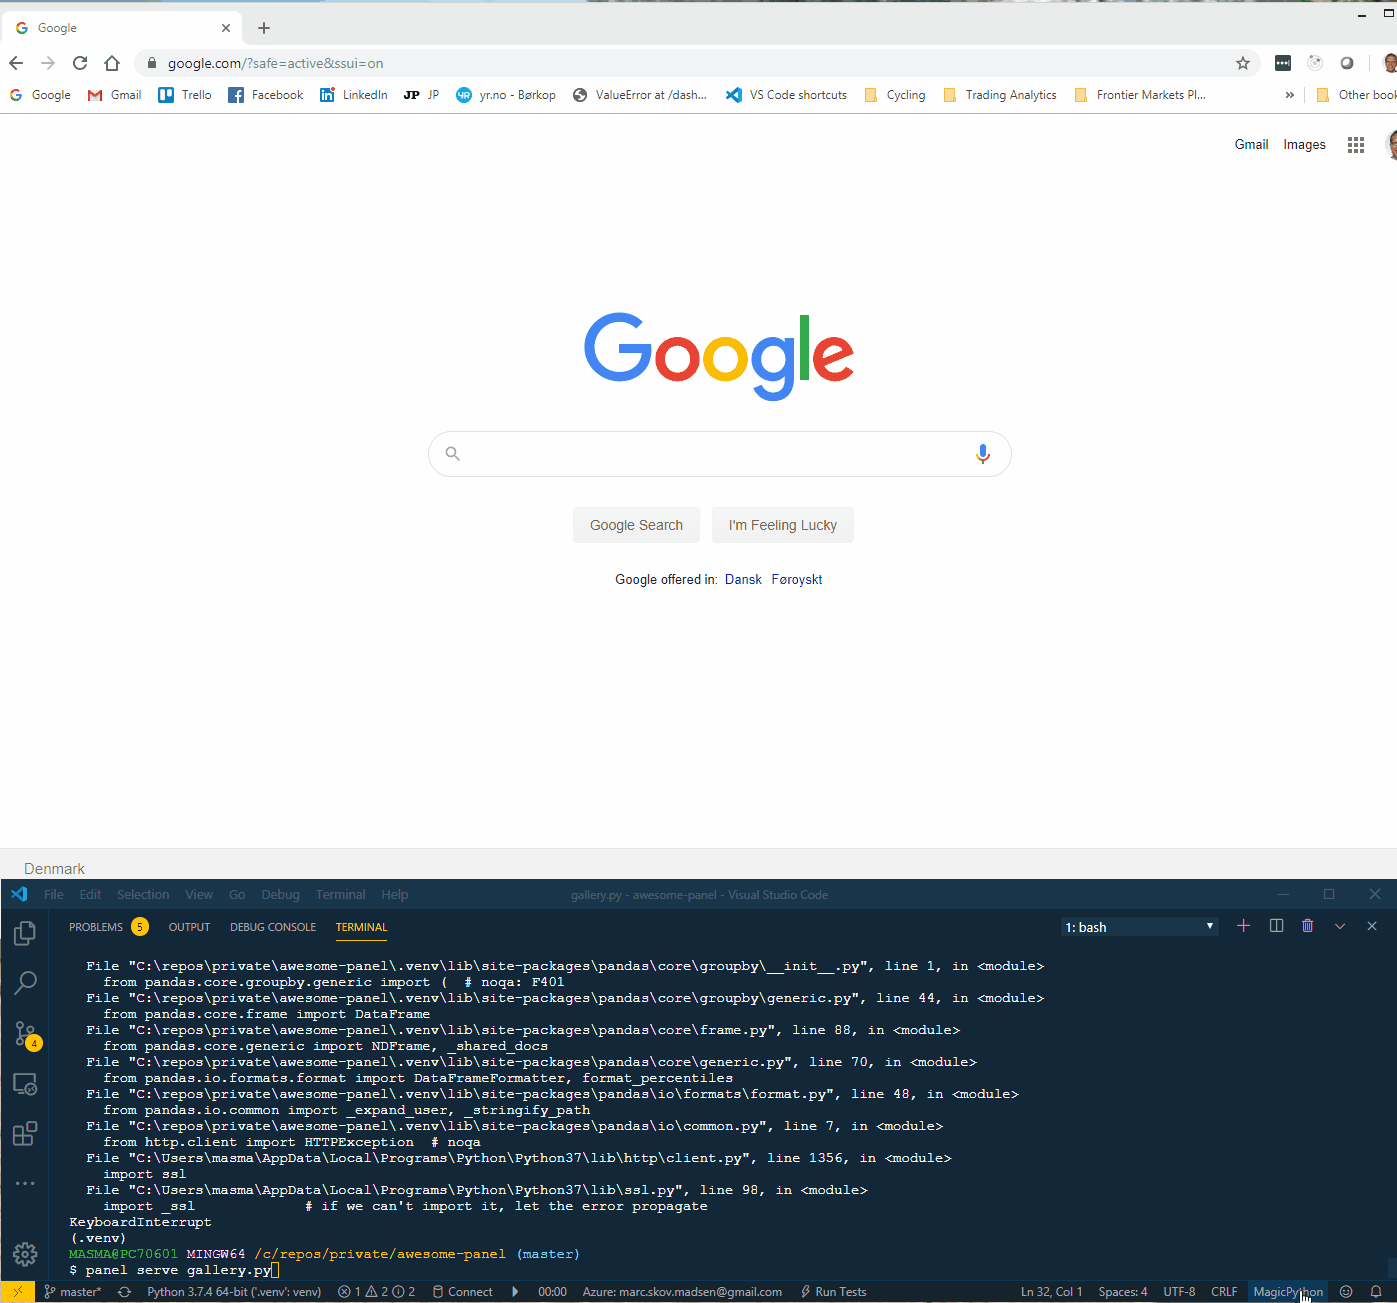 Google
google.com/?safe=active&ssui=on
Google Gmail Trello Facebook LinkedIn JP JP yr.no - Børkop ValueError at /dash... VS Code shortcuts Cycling Trading Analytics Frontier Markets Pl... » Other book
Gmail Images
Google
Google Search I'm Feeling Lucky
Google offered in: Dansk Føroyskt
Denmark
File Edit Selection View Go Debug Terminal Help gallery.py - awesome-panel - Visual Studio Code
PROBLEMS 5 OUTPUT DEBUG CONSOLE TERMINAL 1: bash
File "C:\repos\private\awesome-panel\.venv\lib\site-packages\pandas\core\groupby\__init__.py", line 1, in <module>
from pandas.core.groupby.generic import (  # noqa: F401
File "C:\repos\private\awesome-panel\.venv\lib\site-packages\pandas\core\groupby\generic.py", line 44, in <module>
from pandas.core.frame import DataFrame
File "C:\repos\private\awesome-panel\.venv\lib\site-packages\pandas\core\frame.py", line 88, in <module>
from pandas.core.generic import NDFrame, _shared_docs
File "C:\repos\private\awesome-panel\.venv\lib\site-packages\pandas\core\generic.py", line 70, in <module>
from pandas.io.formats.format import DataFrameFormatter, format_percentiles
File "C:\repos\private\awesome-panel\.venv\lib\site-packages\pandas\io\formats\format.py", line 48, in <module>
from pandas.io.common import _expand_user, _stringify_path
File "C:\repos\private\awesome-panel\.venv\lib\site-packages\pandas\io\common.py", line 7, in <module>
from http.client import HTTPException  # noqa
File "C:\Users\masma\AppData\Local\Programs\Python\Python37\lib\http\client.py", line 1356, in <module>
import ssl
File "C:\Users\masma\AppData\Local\Programs\Python\Python37\lib\ssl.py", line 98, in <module>
import _ssl             # if we can't import it, let the error propagate
KeyboardInterrupt
(.venv)
MASMA@PC70601 MINGW64 /c/repos/private/awesome-panel (master)
$ panel serve gallery.py
4
master* Python 3.7.4 64-bit ('.venv': venv) 1 2 2 Connect 00:00 Azure: marc.skov.madsen@gmail.com Run Tests Ln 32, Col 1 Spaces: 4 UTF-8 CRLF MagicPython